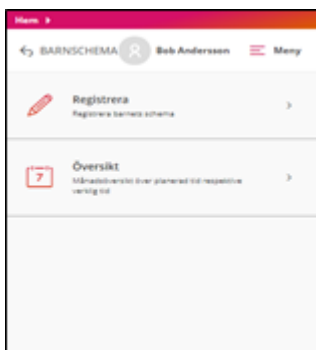 Hem
BARNSCHEMA Bob Andersson Meny
Registrera
Registrera barnets schema
7
Översikt
Månadsöversikt över planerad tid respektive
verklig tid